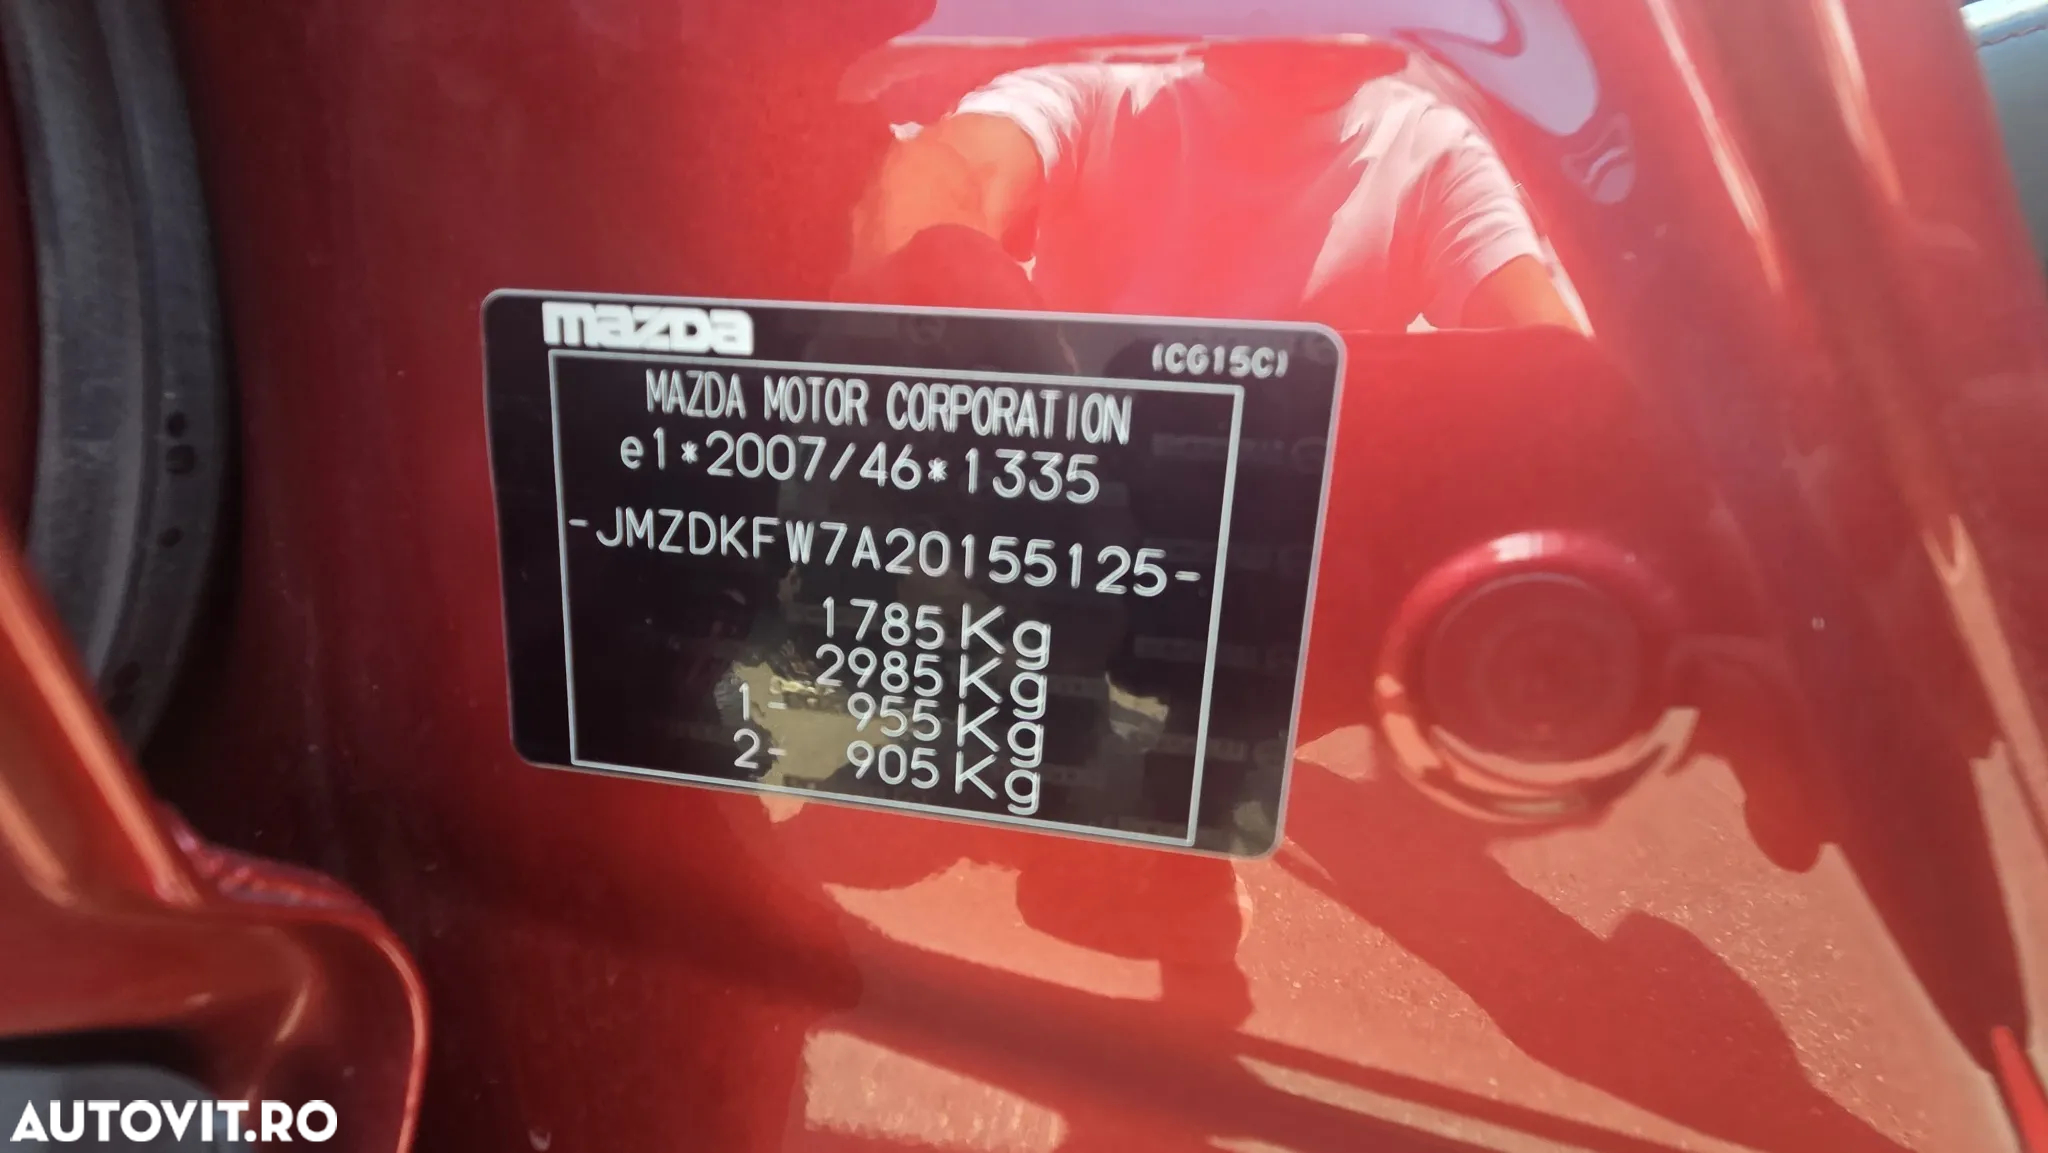 mazda
(CG15C)
MAZDA MOTOR CORPORATION
e1*2007/46*1335
-JMZDKFW7A20155125-
1785Kg
2985Kg
1- 955Kg
2- 905Kg
AUTOVIT.RO